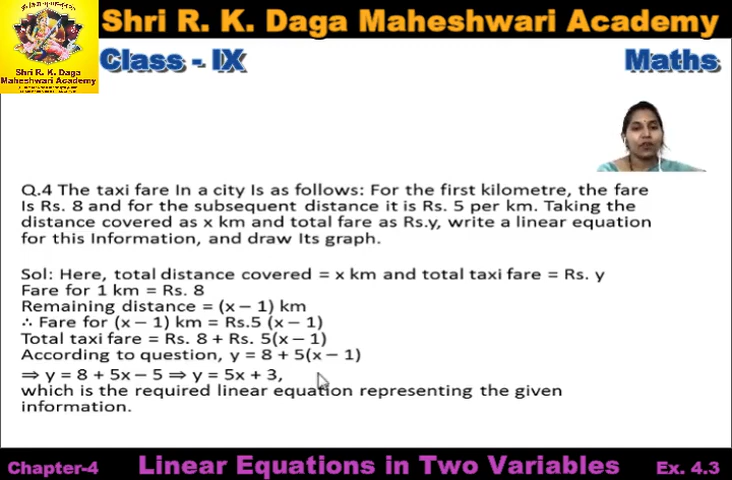 Shri R. K. Daga Maheshwari Academy
Shri R. K. Daga
Maheshwari Academy
Class - IX
Maths
Q.4 The taxi fare In a city Is as follows: For the first kilometre, the fare
Is Rs. 8 and for the subsequent distance it is Rs. 5 per km. Taking the
distance covered as x km and total fare as Rs.y, write a linear equation
for this Information, and draw Its graph.
Sol: Here, total distance covered = x km and total taxi fare = Rs. y
Fare for 1 km = Rs. 8
Remaining distance = (x – 1) km
∴ Fare for (x – 1) km = Rs.5 (x – 1)
Total taxi fare = Rs. 8 + Rs. 5(x – 1)
According to question, y = 8 + 5(x – 1)
⇒ y = 8 + 5x – 5 ⇒ y = 5x + 3,
which is the required linear equation representing the given
information.
Chapter-4 Linear Equations in Two Variables Ex. 4.3